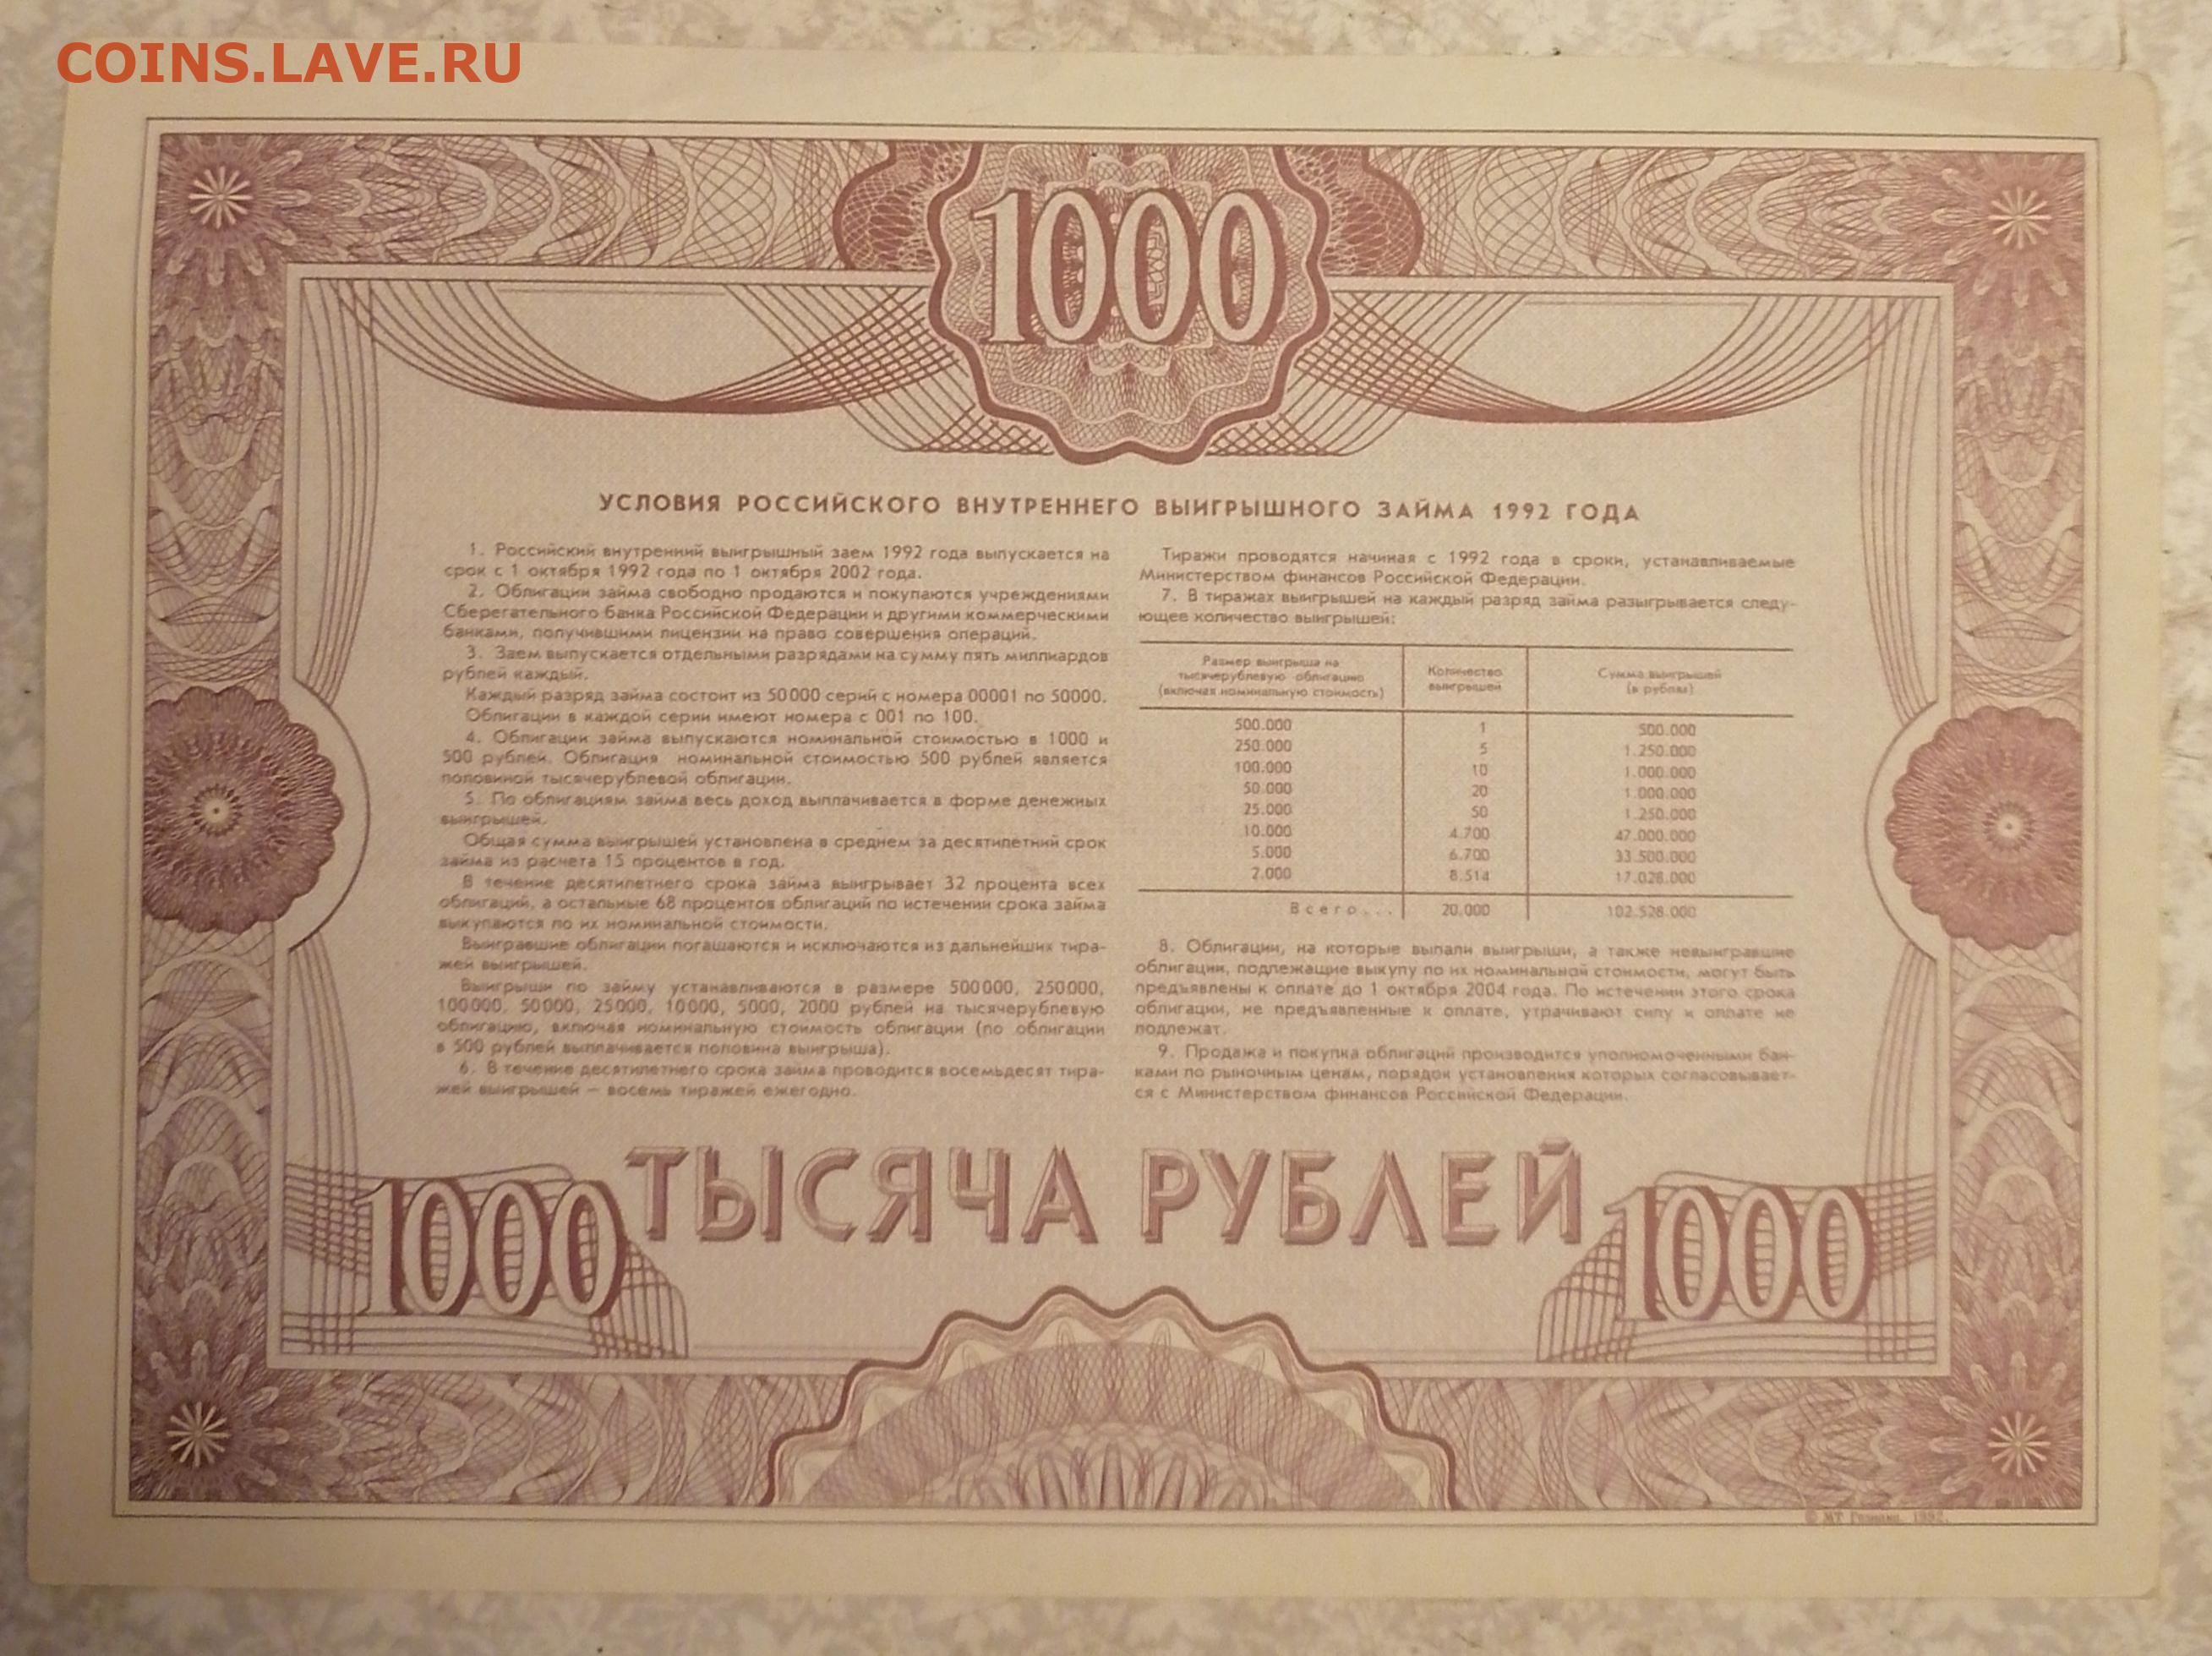 COINS.LAVE.RU
1000
УСЛОВИЯ РОССИЙСКОГО ВНУТРЕННЕГО ВЫИГРЫШНОГО ЗАЙМА 1992 ГОДА
1. Российский внутренний выигрышный заем 1992 года выпускается на
срок с 1 октября 1992 года по 1 октября 2002 года.
2. Облигации займа свободно продаются и покупаются учреждениями
Сберегательного банка Российской Федерации и другими коммерческими
банками, получившими лицензии на право совершения операций.
3. Заем выпускается отдельными разрядами на сумму пять миллиардов
рублей каждый.
Каждый разряд займа состоит из 50000 серий с номера 00001 по 50000.
Облигации в каждой серии имеют номера с 001 по 100.
4. Облигации займа выпускаются номинальной стоимостью в 1000 и
500 рублей. Облигация номинальной стоимостью 500 рублей является
половиной тысячерублевой облигации.
5. По облигациям займа весь доход выплачивается в форме денежных
выигрышей.
Общая сумма выигрышей установлена в среднем за десятилетний срок
займа из расчета 15 процентов в год.
В течение десятилетнего срока займа выигрывает 32 процента всех
облигаций, а остальные 68 процентов облигаций по истечении срока займа
выкупаются по их номинальной стоимости.
Выигравшие облигации погашаются и исключаются из дальнейших тира-
жей выигрышей.
Выигрыши по займу устанавливаются в размере 500000, 250000,
100000, 50000, 25000, 10000, 5000, 2000 рублей на тысячерублевую
облигацию, включая номинальную стоимость облигации (по облигации
в 500 рублей выплачивается половина выигрыша).
6. В течение десятилетнего срока займа проводится восемьдесят тира-
жей выигрышей — восемь тиражей ежегодно.
Тиражи проводятся начиная с 1992 года в сроки, устанавливаемые
Министерством финансов Российской Федерации.
7. В тиражах выигрышей на каждый разряд займа разыгрывается следу-
ющее количество выигрышей:
Размер выигрыша на
тысячерублевую облигацию
(включая номинальную стоимость)
Количество
выигрышей
Сумма выигрышей
(в рублях)
500.000 1 500.000
250.000 5 1.250.000
100.000 10 1.000.000
50.000 20 1.000.000
25.000 50 1.250.000
10.000 4.700 47.000.000
5.000 6.700 33.500.000
2.000 8.514 17.028.000
Всего... 20.000 102.528.000
8. Облигации, на которые выпали выигрыши, а также невыигравшие
облигации, подлежащие выкупу по их номинальной стоимости, могут быть
предъявлены к оплате до 1 октября 2004 года. По истечении этого срока
облигации, не предъявленные к оплате, утрачивают силу и оплате не
подлежат.
9. Продажа и покупка облигаций производится уполномоченными бан-
ками по рыночным ценам, порядок установления которых согласовывает-
ся с Министерством финансов Российской Федерации.
1000 ТЫСЯЧА РУБЛЕЙ 1000
© МТ Гознака. 1992.